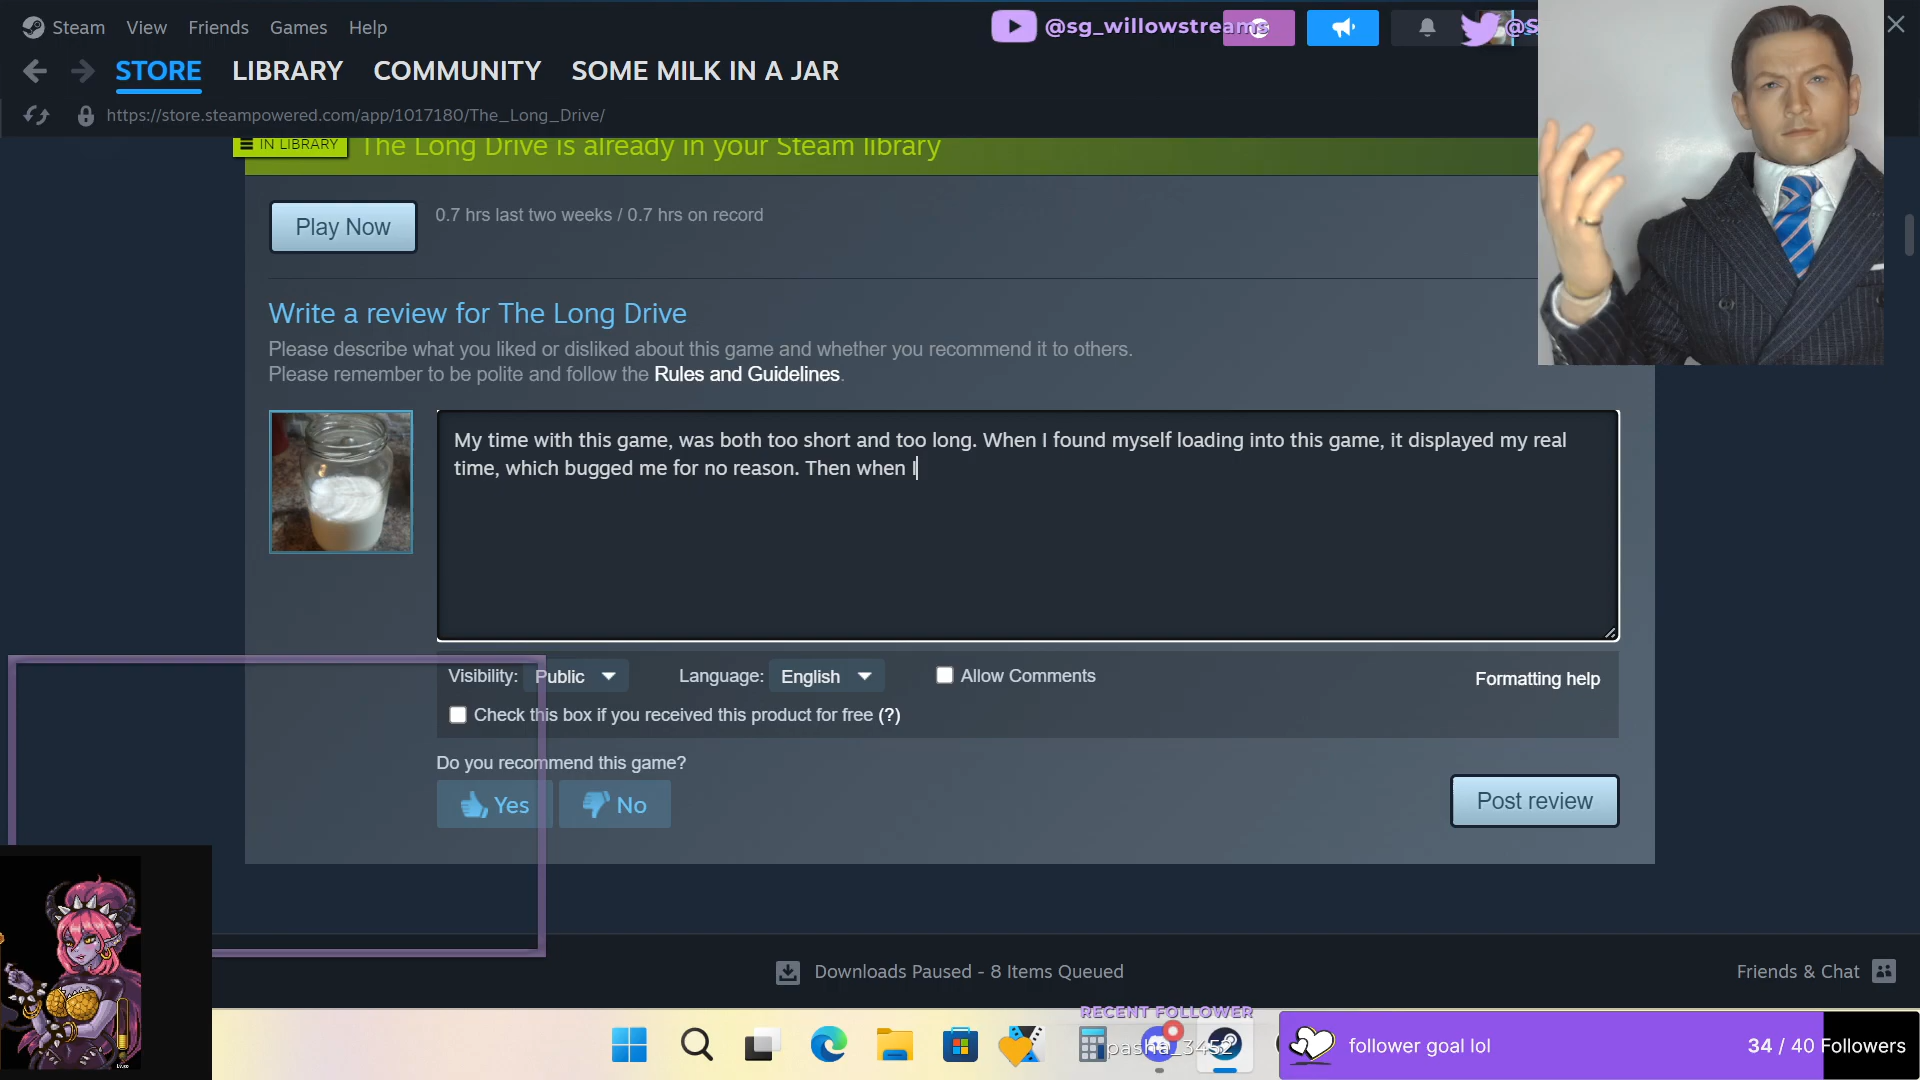 Steam View Friends Games Help
@sg_willowstreams
STORE LIBRARY COMMUNITY SOME MILK IN A JAR
https://store.steampowered.com/app/1017180/The_Long_Drive/
IN LIBRARY
The Long Drive is already in your Steam library
Play Now
0.7 hrs last two weeks / 0.7 hrs on record
Write a review for The Long Drive
Please describe what you liked or disliked about this game and whether you recommend it to others.
Please remember to be polite and follow the Rules and Guidelines.
My time with this game, was both too short and too long. When I found myself loading into this game, it displayed my real
time, which bugged me for no reason. Then when I
Visibility: Public Language: English Allow Comments Formatting help
Check this box if you received this product for free (?)
Do you recommend this game?
Yes No
Post review
Downloads Paused - 8 Items Queued
Friends & Chat
RECENT FOLLOWER
pasha_3452
follower goal lol
34 / 40 Followers